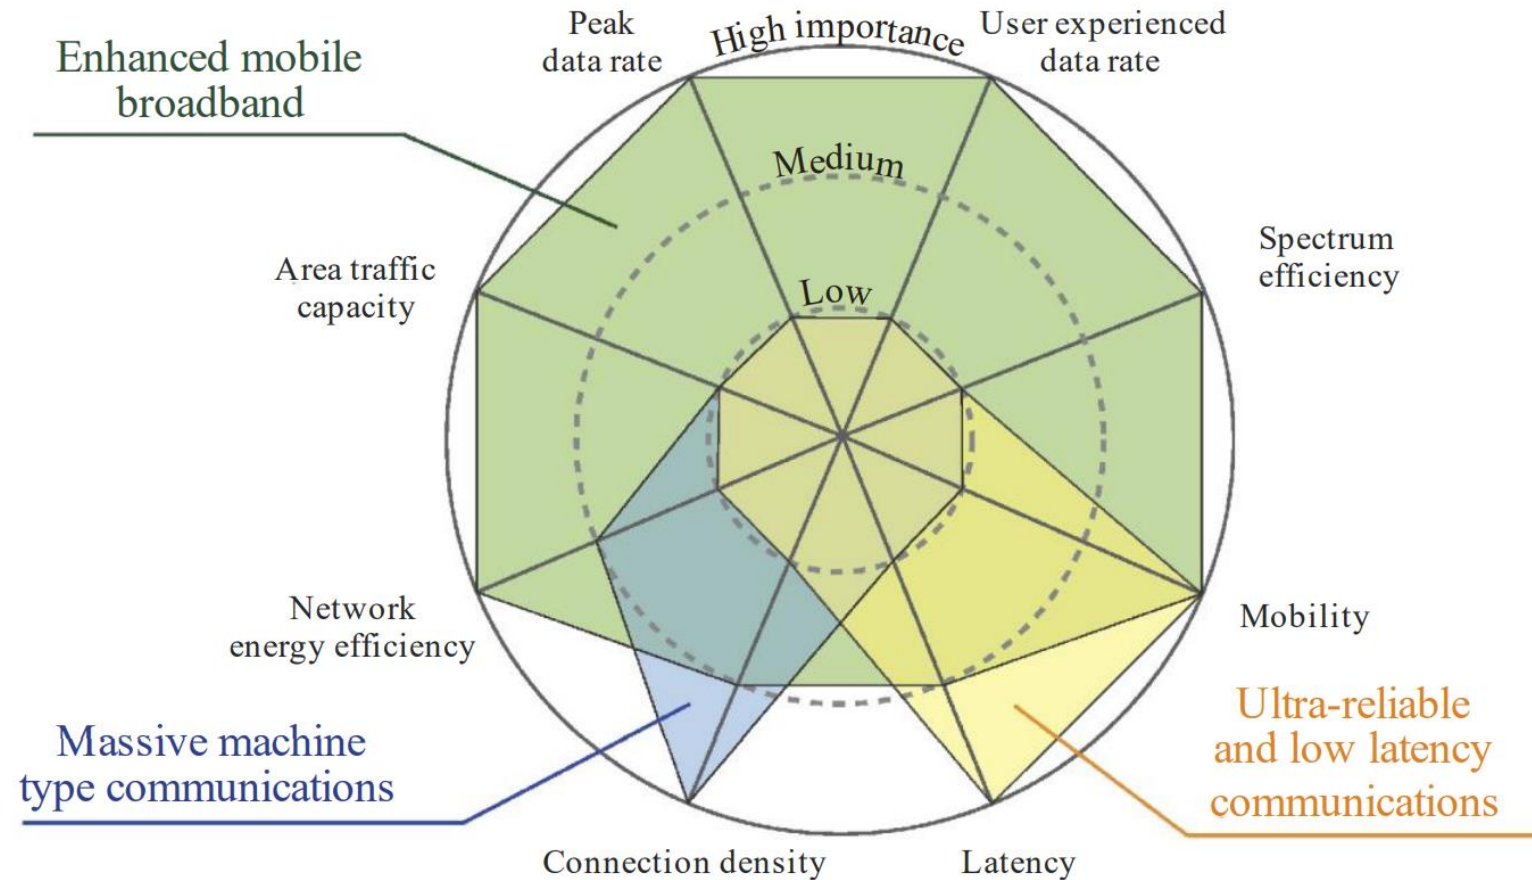 Peak
data rate
High importance
User experienced
data rate
Enhanced mobile
broadband
Medium
Area traffic
capacity
Spectrum
efficiency
Low
Network
energy efficiency
Mobility
Massive machine
type communications
Ultra-reliable
and low latency
communications
Connection density
Latency